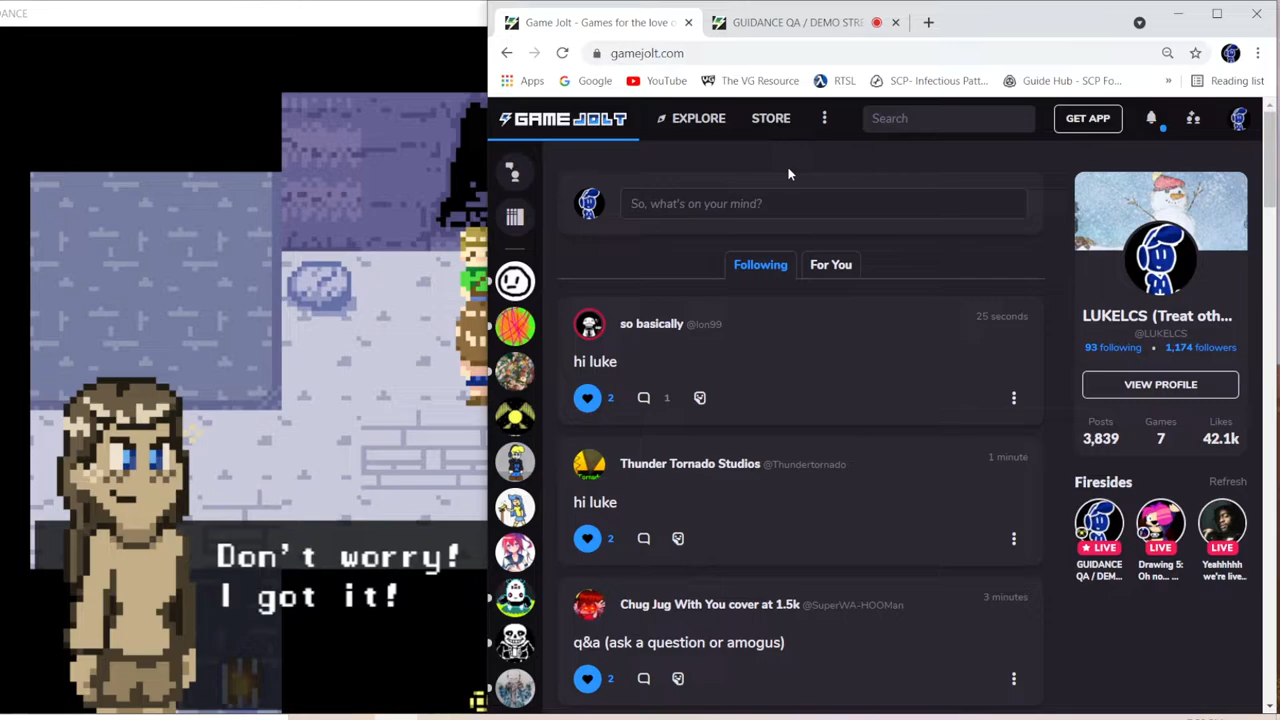 DANCE
Game Jolt - Games for the love o
GUIDANCE QA / DEMO STRE
gamejolt.com
Apps
Google
YouTube
The VG Resource
RTSL
SCP- Infectious Patt...
Guide Hub - SCP Fo...
»
Reading list
GAME JOLT
EXPLORE
STORE
Search
GET APP
So, what's on your mind?
Following
For You
so basically @lon99
25 seconds
hi luke
2
1
Thunder Tornado Studios @Thundertornado
1 minute
hi luke
2
Chug Jug With You cover at 1.5k @SuperWA-HOOMan
3 minutes
q&a (ask a question or amogus)
2
LUKELCS (Treat oth...
@LUKELCS
93 following • 1,174 followers
VIEW PROFILE
Posts
Games
Likes
3,839
7
42.1k
Firesides
Refresh
LIVE
LIVE
LIVE
GUIDANCE
QA / DEM...
Drawing 5:
Oh no... ...
Yeahhhhh
we're live...
Don't worry!
I got it!